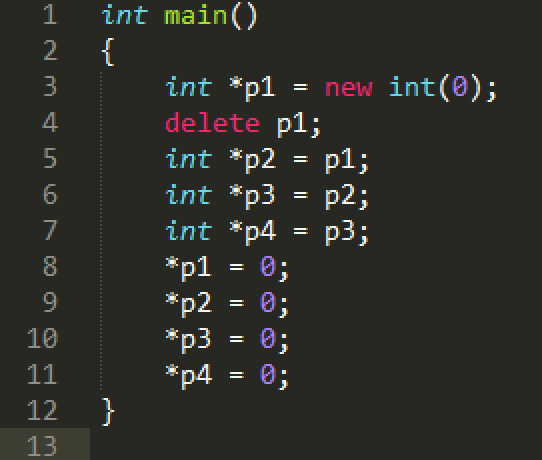 1 int main()
2 {
3     int *p1 = new int(0);
4     delete p1;
5     int *p2 = p1;
6     int *p3 = p2;
7     int *p4 = p3;
8     *p1 = 0;
9     *p2 = 0;
10     *p3 = 0;
11     *p4 = 0;
12 }
13